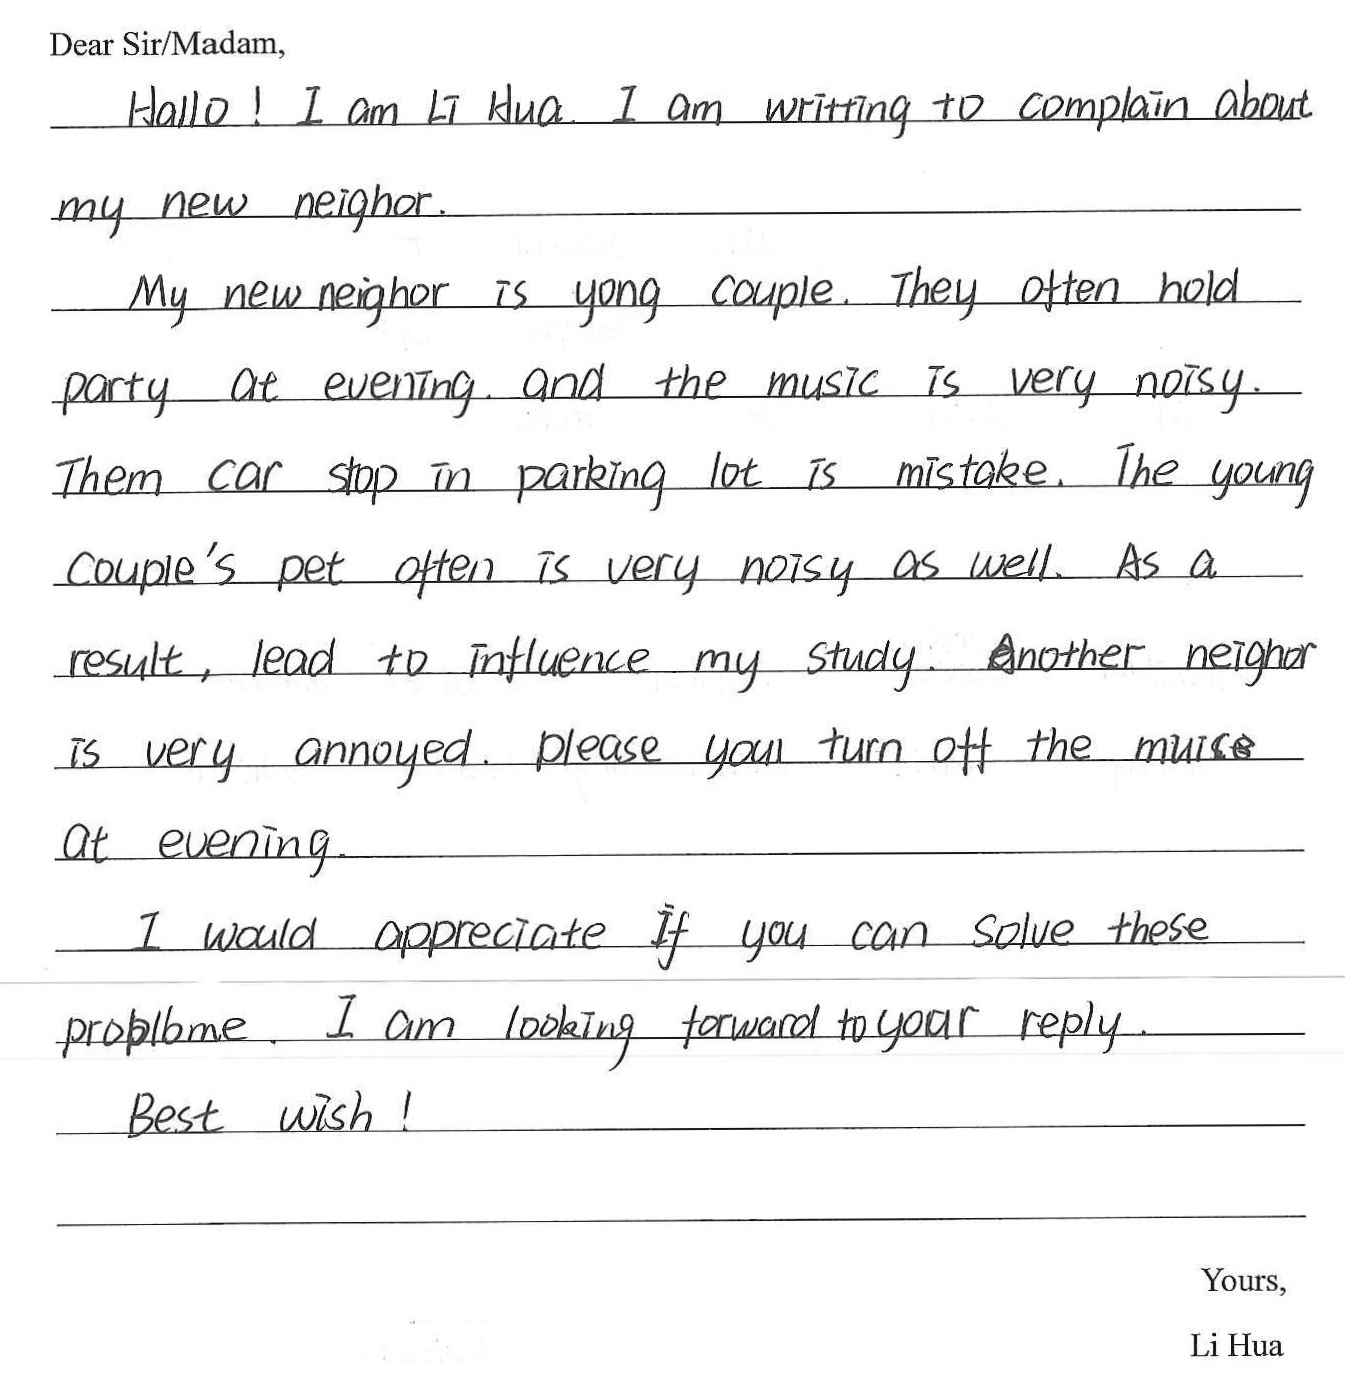 Dear Sir/Madam,
Hallo! I am Li Hua. I am writting to complain about
my new neighor.
My new neighor is yong couple. They often hold
party at evening. and the music is very noisy.
Them car stop in parking lot is mistake. The young
couple's pet often is very noisy as well. As a
result, lead to influence my study. Another neighor
is very annoyed. please your turn off the
at evening.
I would appreciate if you can solve these
problbme. I am looking forward to your reply.
Best wish!
Yours,
Li Hua